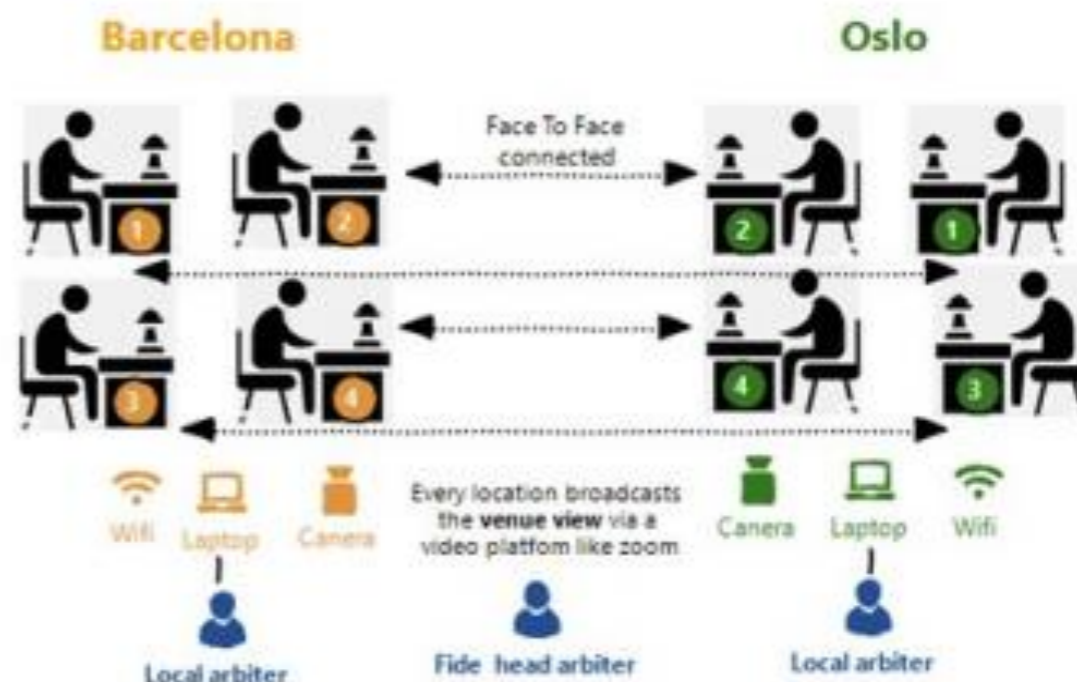 Barcelona
Oslo
Face To Face
connected
1
2
2
1
3
4
4
3
Wifi
Laptop
Canera
Every location broadcasts
the venue view via a
video platfom like zoom
Canera
Laptop
Wifi
Local arbiter
Fide head arbiter
Local arbiter